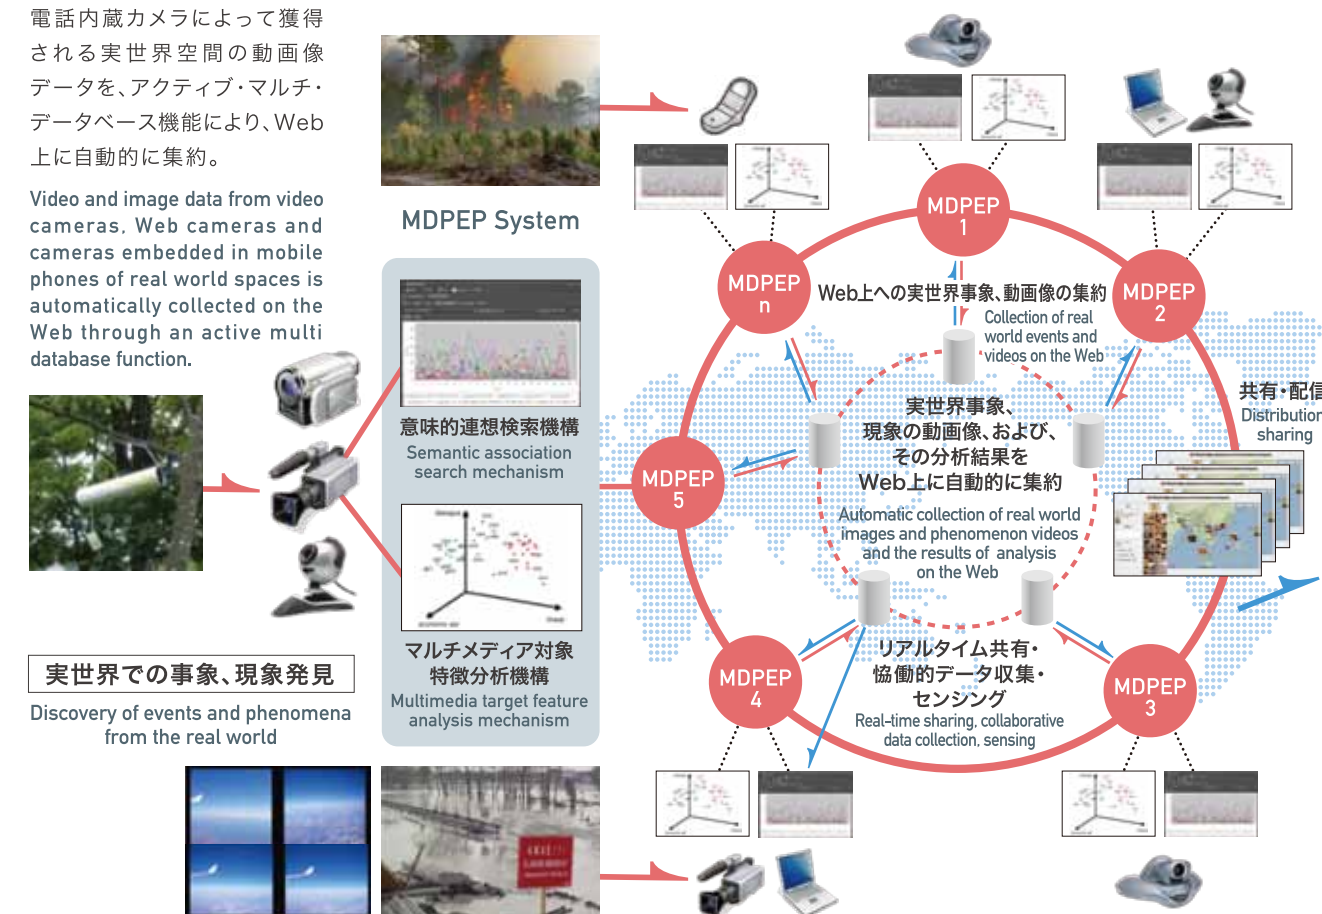 電話内蔵カメラによって獲得
される実世界空間の動画像
データを、アクティブ・マルチ・
データベース機能により、Web
上に自動的に集約。
Video and image data from video
cameras, Web cameras and
cameras embedded in mobile
phones of real world spaces is
automatically collected on the
Web through an active multi
database function.
実世界での事象、現象発見
Discovery of events and phenomena
from the real world
MDPEP System
意味的連想検索機構
Semantic association
search mechanism
マルチメディア対象
特徴分析機構
Multimedia target feature
analysis mechanism
MDPEP
1
MDPEP
n
MDPEP
2
Web上への実世界事象、動画像の集約
Collection of real
world events and
videos on the Web
共有・配信
Distribution
sharing
実世界事象、
現象の動画像、および、
その分析結果を
Web上に自動的に集約
Automatic collection of real world
images and phenomenon videos
and the results of analysis
on the Web
MDPEP
5
MDPEP
4
MDPEP
3
リアルタイム共有・
協働的データ収集・
センシング
Real-time sharing, collaborative
data collection, sensing